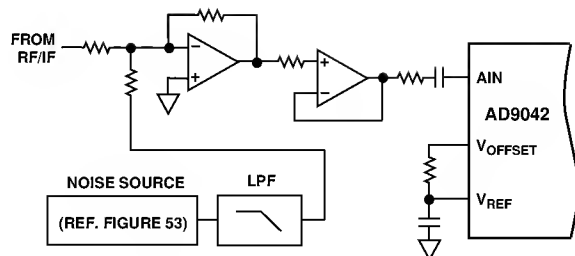 FROM
RF/IF
−
+
+
−
AIN
AD9042
VOFFSET
VREF
NOISE SOURCE
(REF. FIGURE 53)
LPF